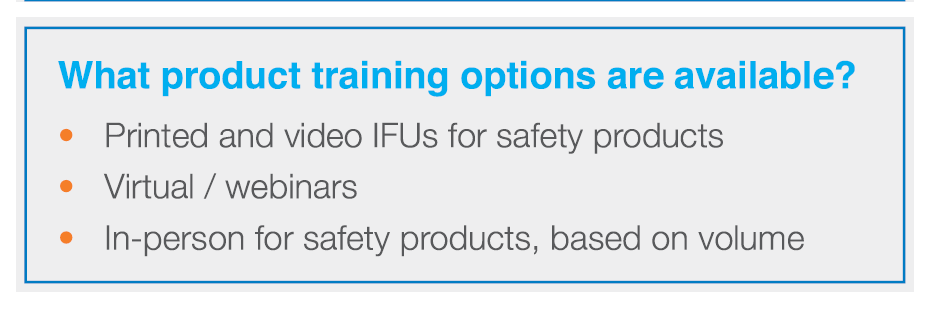 What product training options are available?
• Printed and video IFUs for safety products
• Virtual / webinars
• In-person for safety products, based on volume